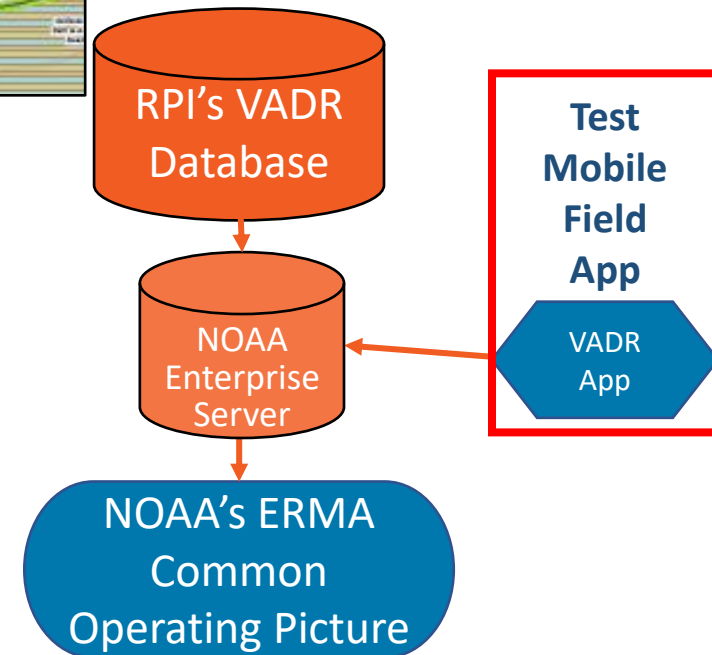 RPI's VADR
Database
Test
Mobile
Field
App
NOAA
Enterprise
Server
VADR
App
NOAA's ERMA
Common
Operating Picture